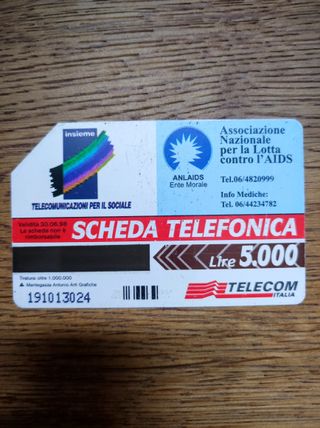 insieme
TELECOMUNICAZIONI PER IL SOCIALE
ANLAIDS
Ente Morale
Associazione
Nazionale
per la Lotta
contro l'AIDS
Tel.06/4820999
Info Mediche:
Tel. 06/44234782
Validità 30.06.98
La scheda non è
rimborsabile
SCHEDA TELEFONICA
Lire 5.000
Tiratura: oltre 1.000.000
Mantegazza Antonio Arti Grafiche
191013024
TELECOM
ITALIA